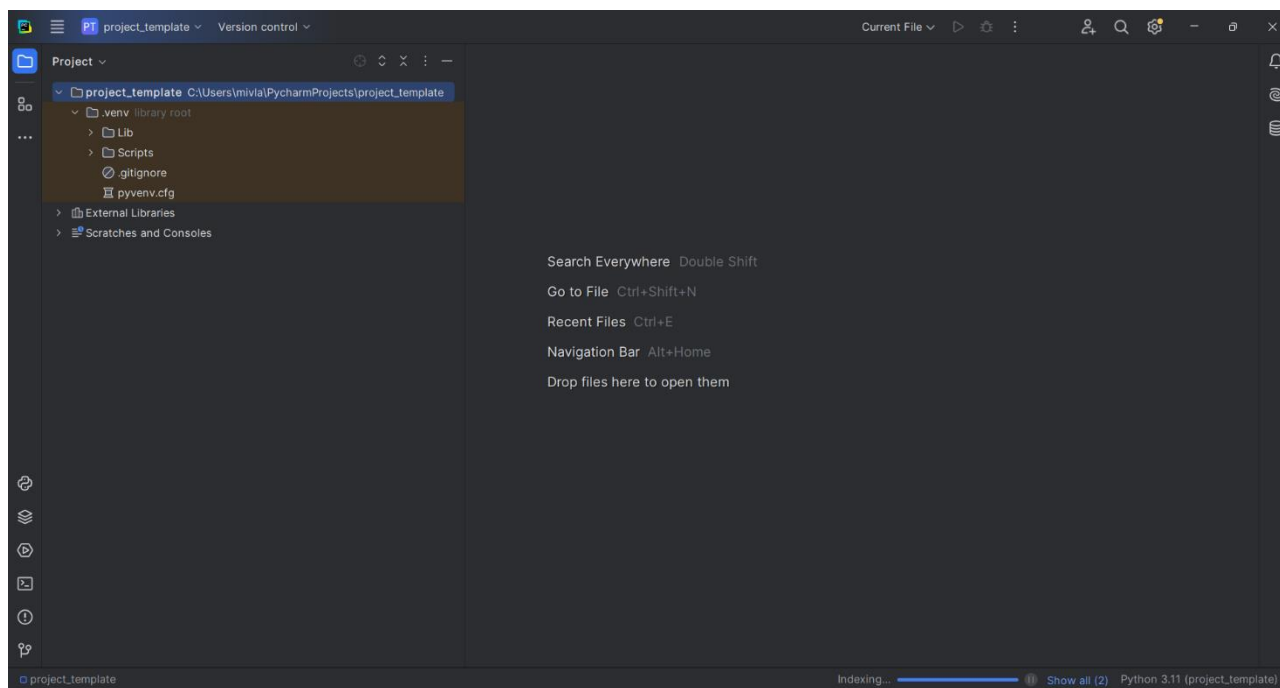 PT project_template Version control Current File
Project
project_template C:\Users\mivla\PycharmProjects\project_template
.venv library root
Lib
Scripts
.gitignore
pyvenv.cfg
External Libraries
Scratches and Consoles
Search Everywhere Double Shift
Go to File Ctrl+Shift+N
Recent Files Ctrl+E
Navigation Bar Alt+Home
Drop files here to open them
project_template Indexing... Show all (2) Python 3.11 (project_template)